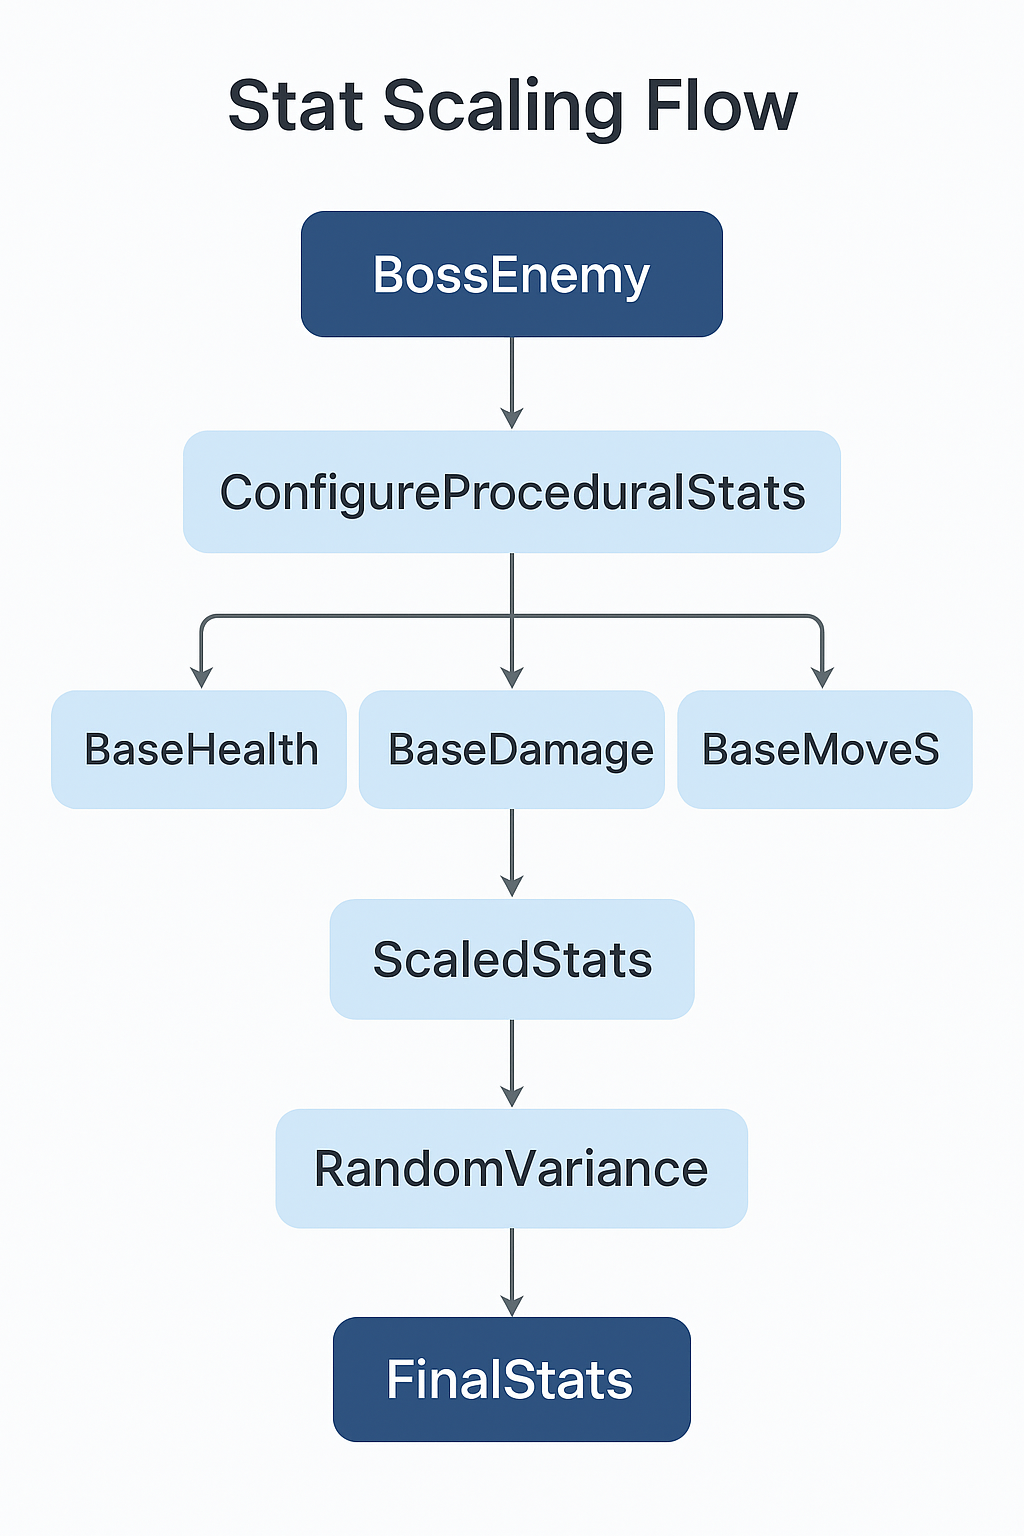 Stat Scaling Flow
BossEnemy
ConfigureProceduralStats
BaseHealth
BaseDamage
BaseMoveS
ScaledStats
RandomVariance
FinalStats